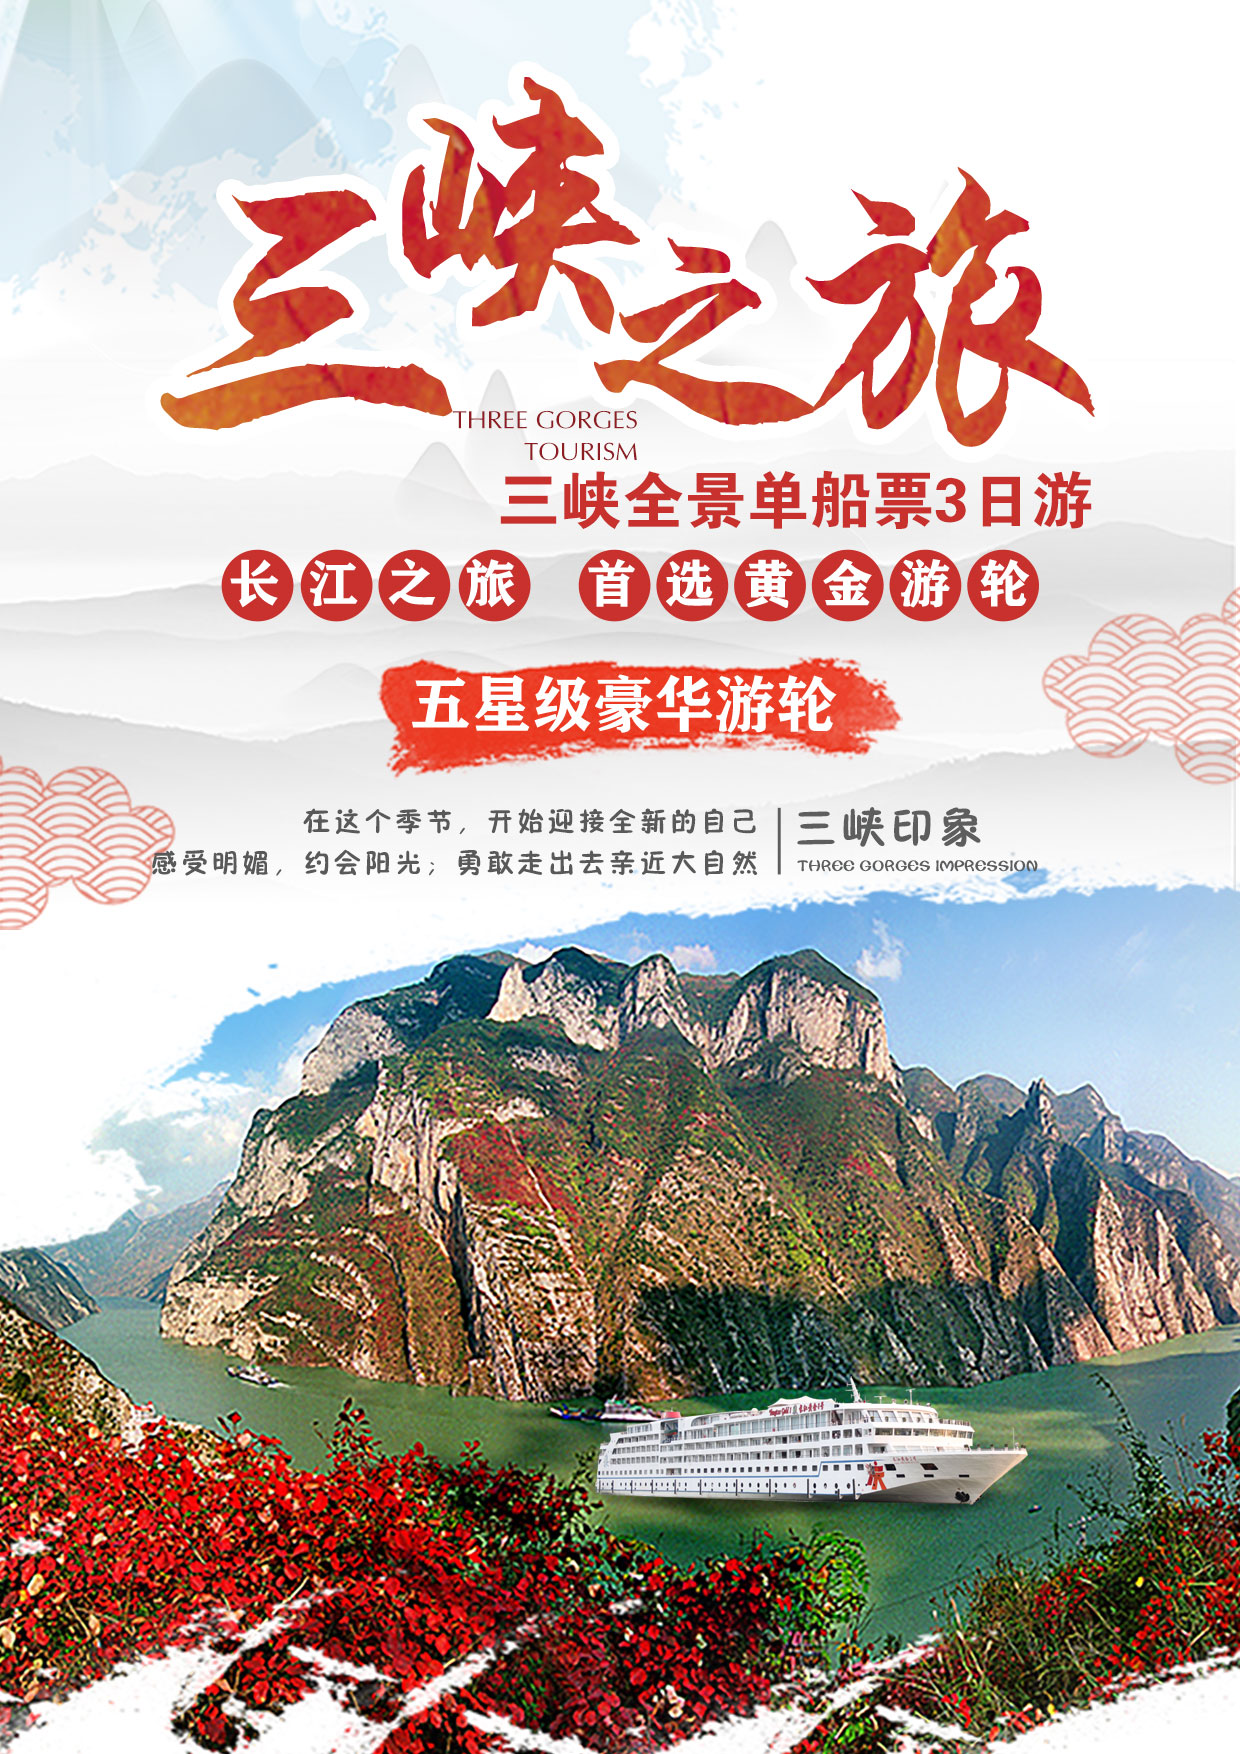 三峡之旅
THREE GORGES
TOURISM
三峡全景单船票3日游
长江之旅 首选黄金游轮
五星级豪华游轮
在这个季节，开始迎接全新的自己
感受明媚，约会阳光；勇敢走出去亲近大自然
三峡印象
THREE GORGES IMPRESSION